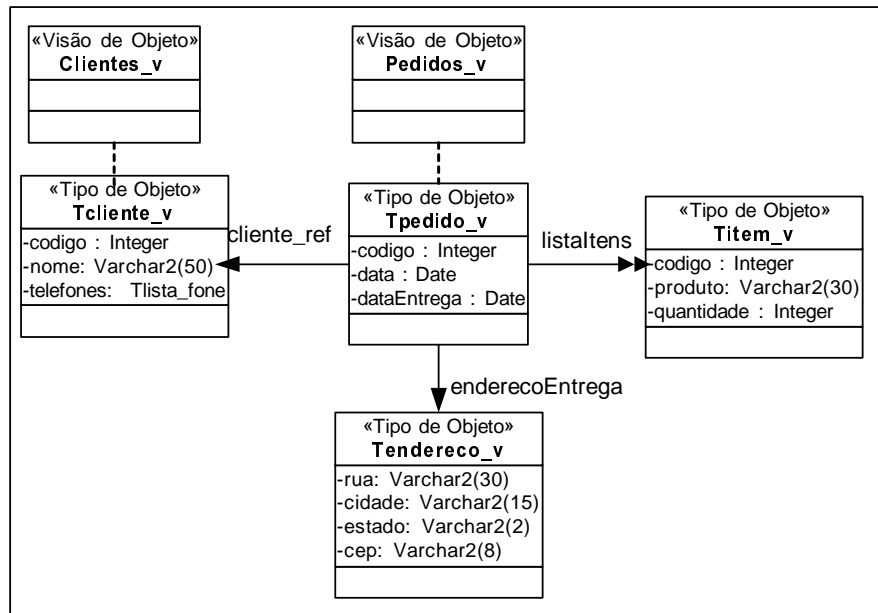 «Visão de Objeto»
Clientes_v
«Visão de Objeto»
Pedidos_v
«Tipo de Objeto»
Tcliente_v
-codigo : Integer
-nome: Varchar2(50)
-telefones: Tlista_fone
cliente_ref
«Tipo de Objeto»
Tpedido_v
-codigo : Integer
-data : Date
-dataEntrega : Date
listaItens
«Tipo de Objeto»
Titem_v
-codigo : Integer
-produto: Varchar2(30)
-quantidade : Integer
enderecoEntrega
«Tipo de Objeto»
Tendereco_v
-rua: Varchar2(30)
-cidade: Varchar2(15)
-estado: Varchar2(2)
-cep: Varchar2(8)